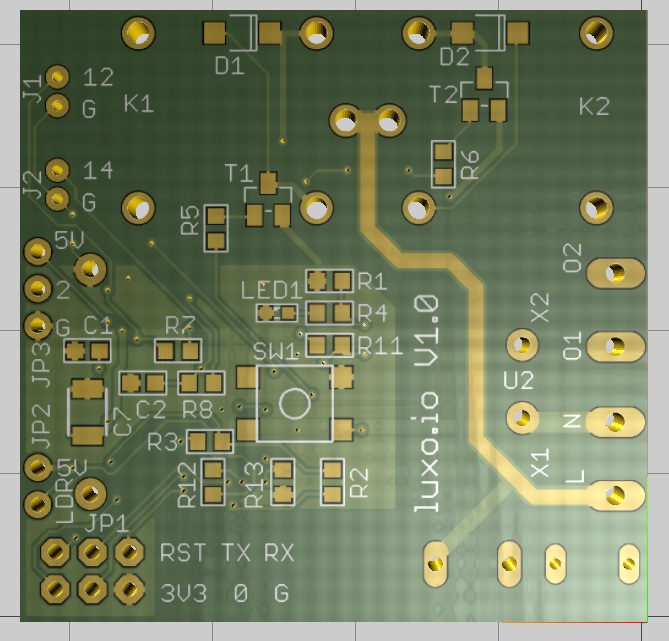 D1
D2
J1
12
G
K1
T2
K2
J2
14
G
T1
R6
R5
5V
O2
2
LED1
R1
R4
G
C1
R7
R11
X2
O1
JP3
SW1
U2
C2
R8
JP2
C7
R3
N
luxo.io V1.0
5V
LDR
R12
R13
R2
X1
L
JP1
RST TX RX
3V3 0 G